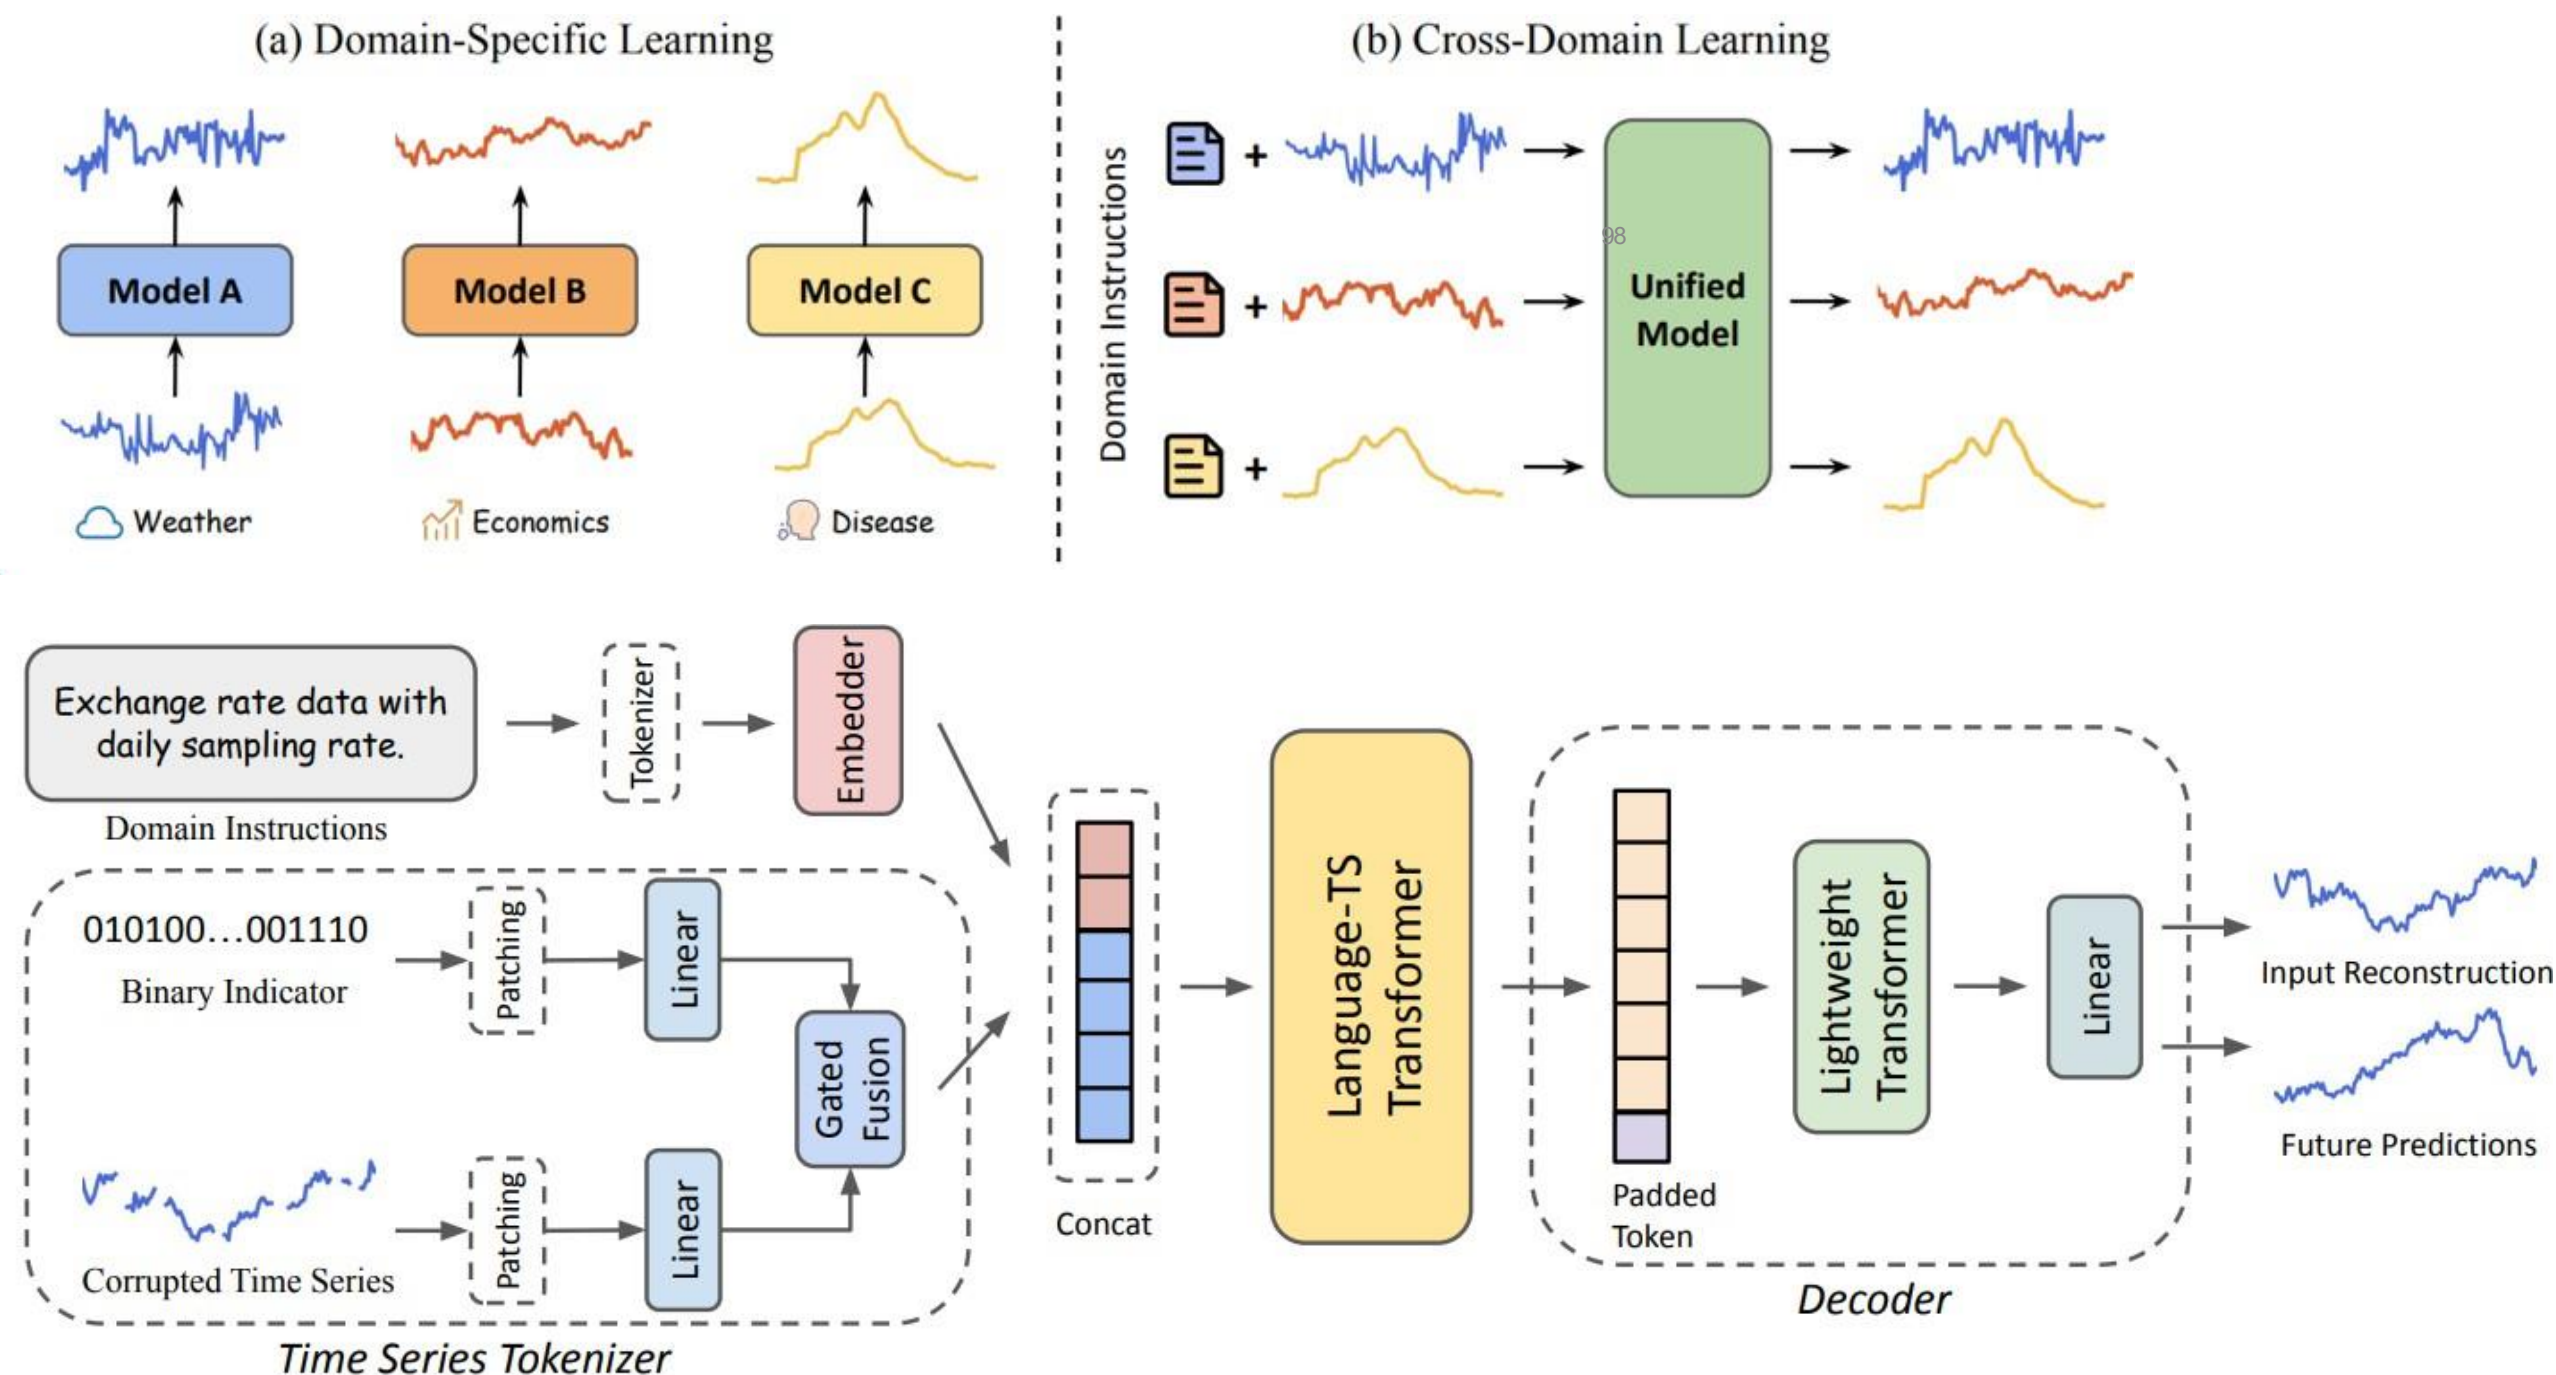 (a) Domain-Specific Learning
Model A
Model B
Model C
Weather
Economics
Disease
(b) Cross-Domain Learning
Domain Instructions
+
+
+
98
Unified
Model
Exchange rate data with
daily sampling rate.
Domain Instructions
Tokenizer
Embedder
010100...001110
Binary Indicator
Patching
Linear
Corrupted Time Series
Patching
Linear
Gated
Fusion
Time Series Tokenizer
Concat
Language-TS
Transformer
Padded
Token
Lightweight
Transformer
Linear
Decoder
Input Reconstruction
Future Predictions